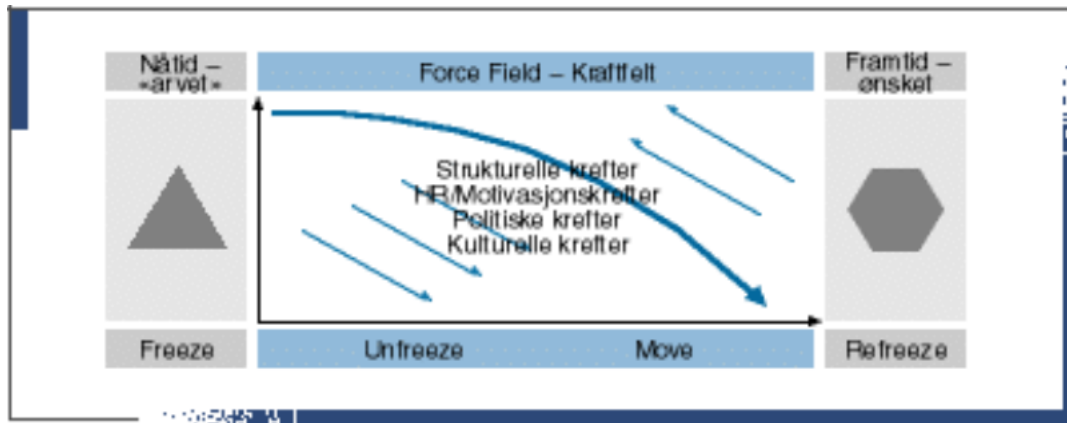 Nåtid –
«arvet»
Force Field – Kraftfelt
Framtid –
ønsket
Strukturelle krefter
HR/Motivasjonskrefter
Politiske krefter
Kulturelle krefter
Freeze
Unfreeze
Move
Refreeze